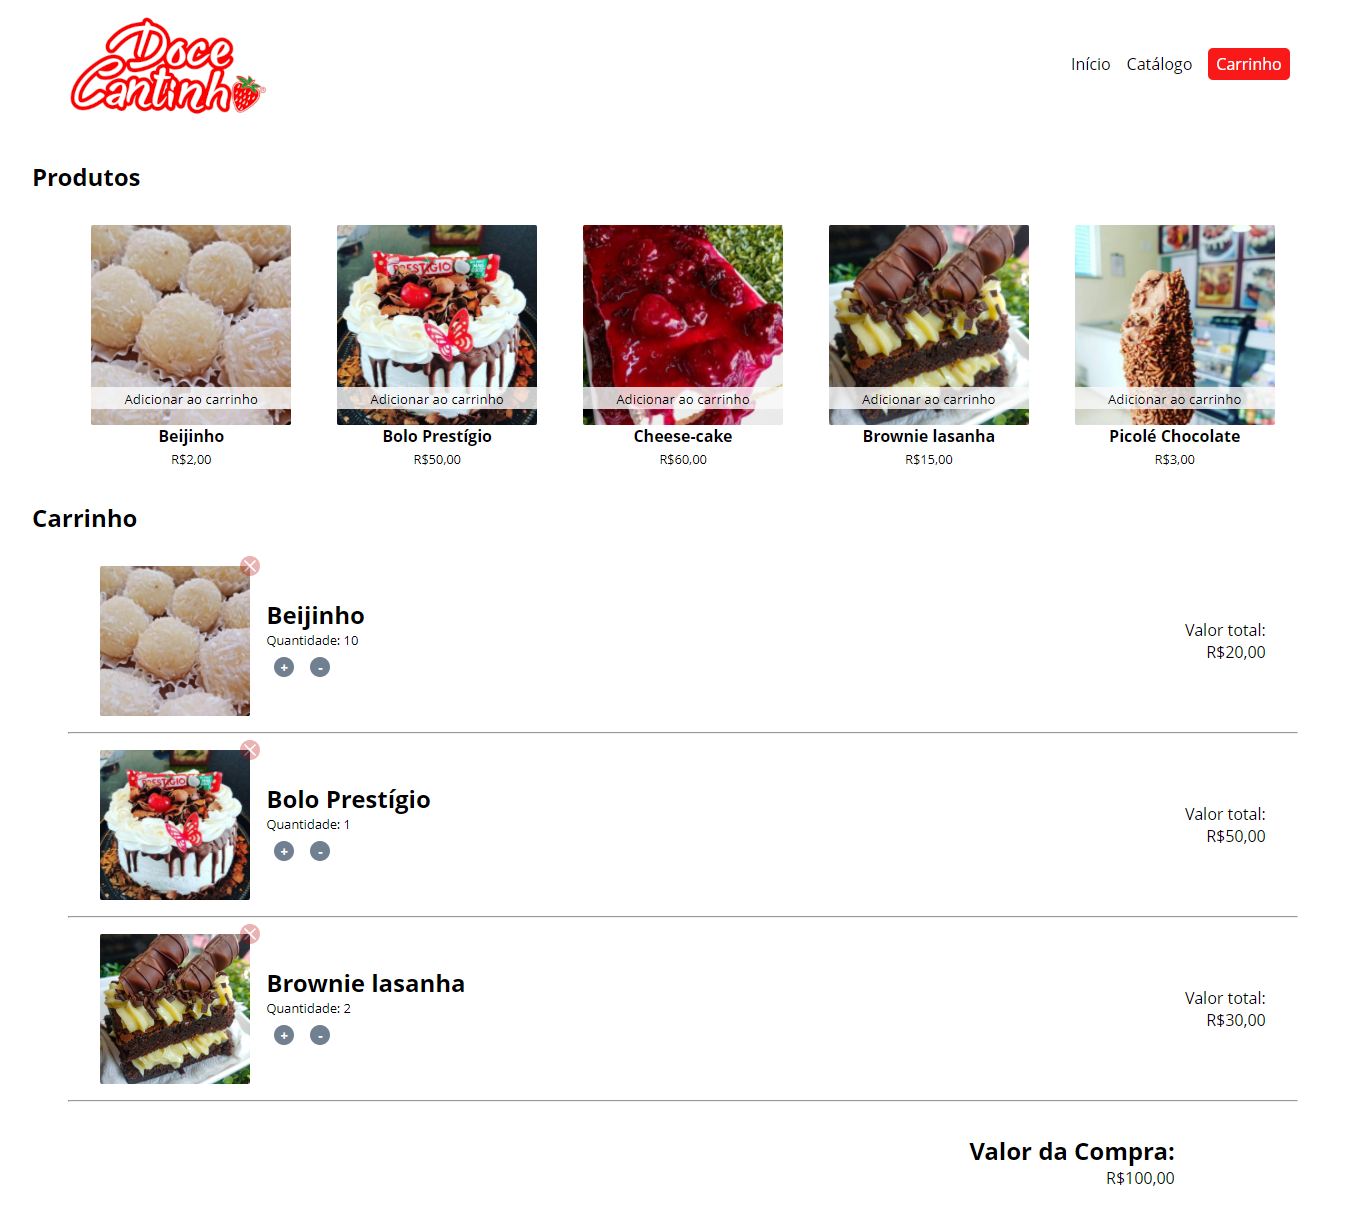 Doce
Cantinh
Início Catálogo Carrinho
Produtos
PRESTIGIO
Adicionar ao carrinho Adicionar ao carrinho Adicionar ao carrinho Adicionar ao carrinho Adicionar ao carrinho
Beijinho Bolo Prestígio Cheese-cake Brownie lasanha Picolé Chocolate
R$2,00 R$50,00 R$60,00 R$15,00 R$3,00
Carrinho
Beijinho
Quantidade: 10
+ -
Valor total:
R$20,00
PRESTIGIO
Bolo Prestígio
Quantidade: 1
+ -
Valor total:
R$50,00
Brownie lasanha
Quantidade: 2
+ -
Valor total:
R$30,00
Valor da Compra:
R$100,00